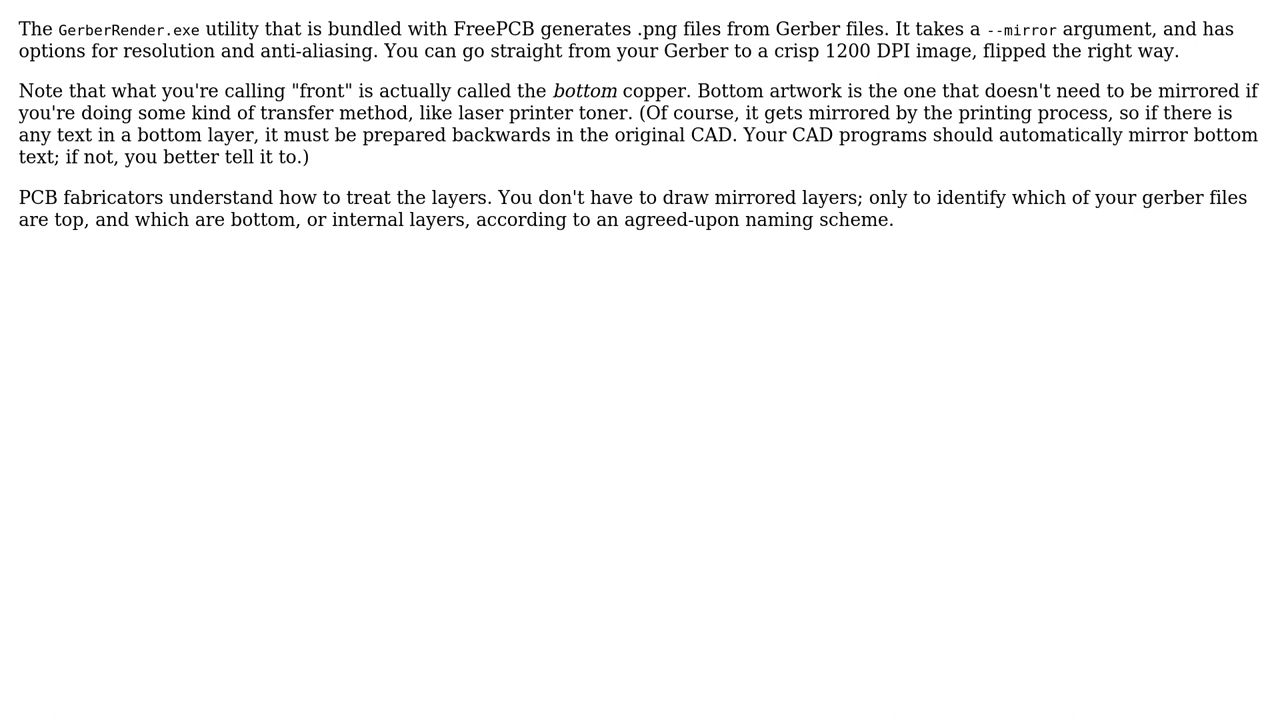 The GerberRender.exe utility that is bundled with FreePCB generates .png files from Gerber files. It takes a --mirror argument, and has
options for resolution and anti-aliasing. You can go straight from your Gerber to a crisp 1200 DPI image, flipped the right way.
Note that what you're calling "front" is actually called the bottom copper. Bottom artwork is the one that doesn't need to be mirrored if
you're doing some kind of transfer method, like laser printer toner. (Of course, it gets mirrored by the printing process, so if there is
any text in a bottom layer, it must be prepared backwards in the original CAD. Your CAD programs should automatically mirror bottom
text; if not, you better tell it to.)
PCB fabricators understand how to treat the layers. You don't have to draw mirrored layers; only to identify which of your gerber files
are top, and which are bottom, or internal layers, according to an agreed-upon naming scheme.